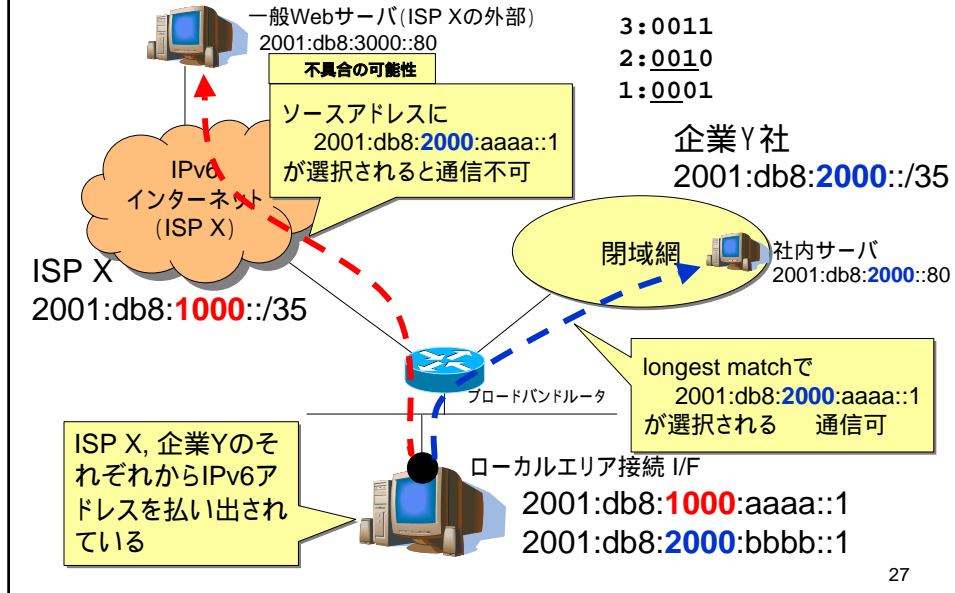 一般Webサーバ(ISP Xの外部)
2001:db8:3000::80
3:0011
2:0010
1:0001
不具合の可能性
ソースアドレスに
2001:db8:2000:aaaa::1
が選択されると通信不可
IPv6
インターネット
(ISP X)
企業Y社
2001:db8:2000::/35
閉域網
社内サーバ
2001:db8:2000::80
ISP X
2001:db8:1000::/35
ブロードバンドルータ
longest matchで
2001:db8:2000:aaaa::1
が選択される 通信可
ISP X, 企業Yのそ
れぞれからIPv6ア
ドレスを払い出され
ている
ローカルエリア接続 I/F
2001:db8:1000:aaaa::1
2001:db8:2000:bbbb::1
27